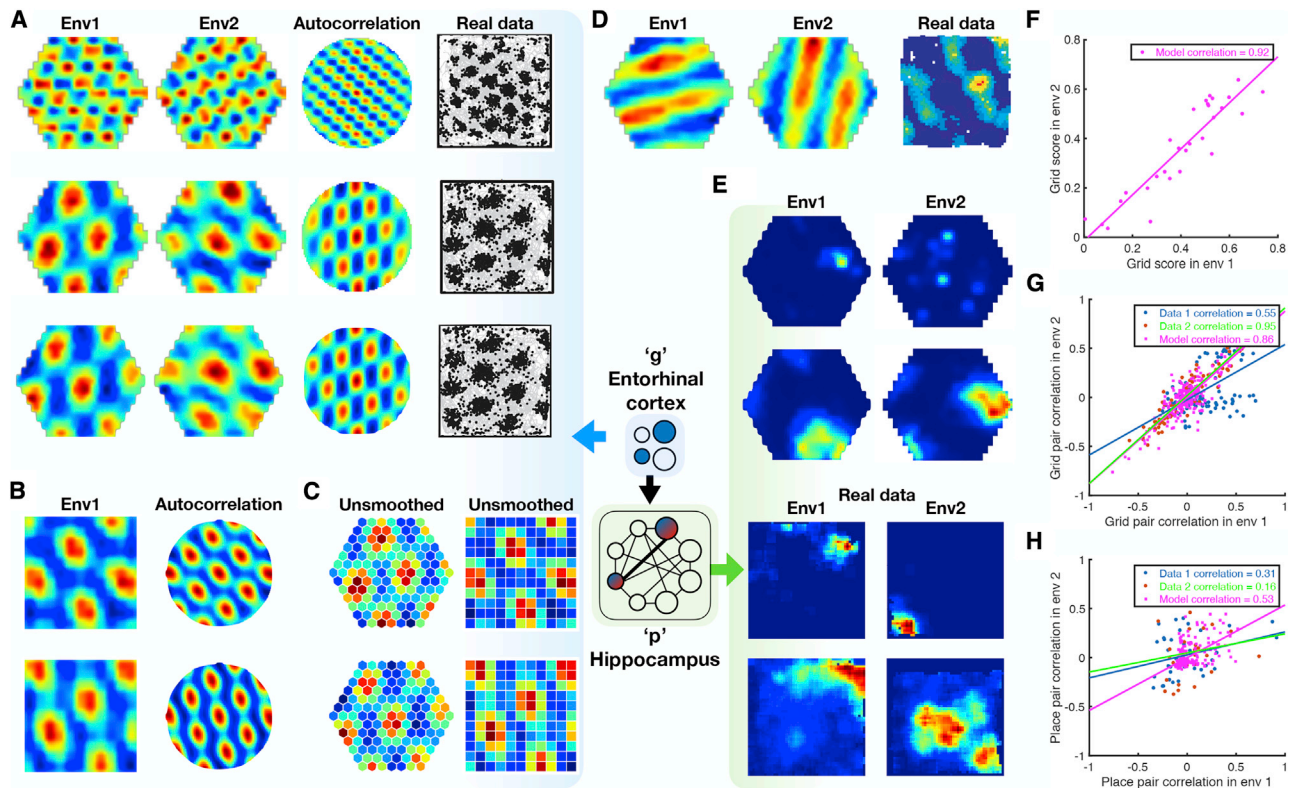 A
Env1 Env2 Autocorrelation Real data
B
Env1 Autocorrelation
C
Unsmoothed Unsmoothed
'g'
Entorhinal
cortex
'p'
Hippocampus
D
Env1 Env2 Real data
E
Env1 Env2
Real data
Env1 Env2
F
Model correlation = 0.92
Grid score in env 2
0.8
0.6
0.4
0.2
0
0 0.2 0.4 0.6 0.8
Grid score in env 1
G
Data 1 correlation = 0.55
Data 2 correlation = 0.95
Model correlation = 0.86
Grid pair correlation in env 2
1
0.5
0
-0.5
-1
-1 -0.5 0 0.5 1
Grid pair correlation in env 1
H
Data 1 correlation = 0.31
Data 2 correlation = 0.16
Model correlation = 0.53
Place pair correlation in env 2
1
0.5
0
-0.5
-1
-1 -0.5 0 0.5 1
Place pair correlation in env 1